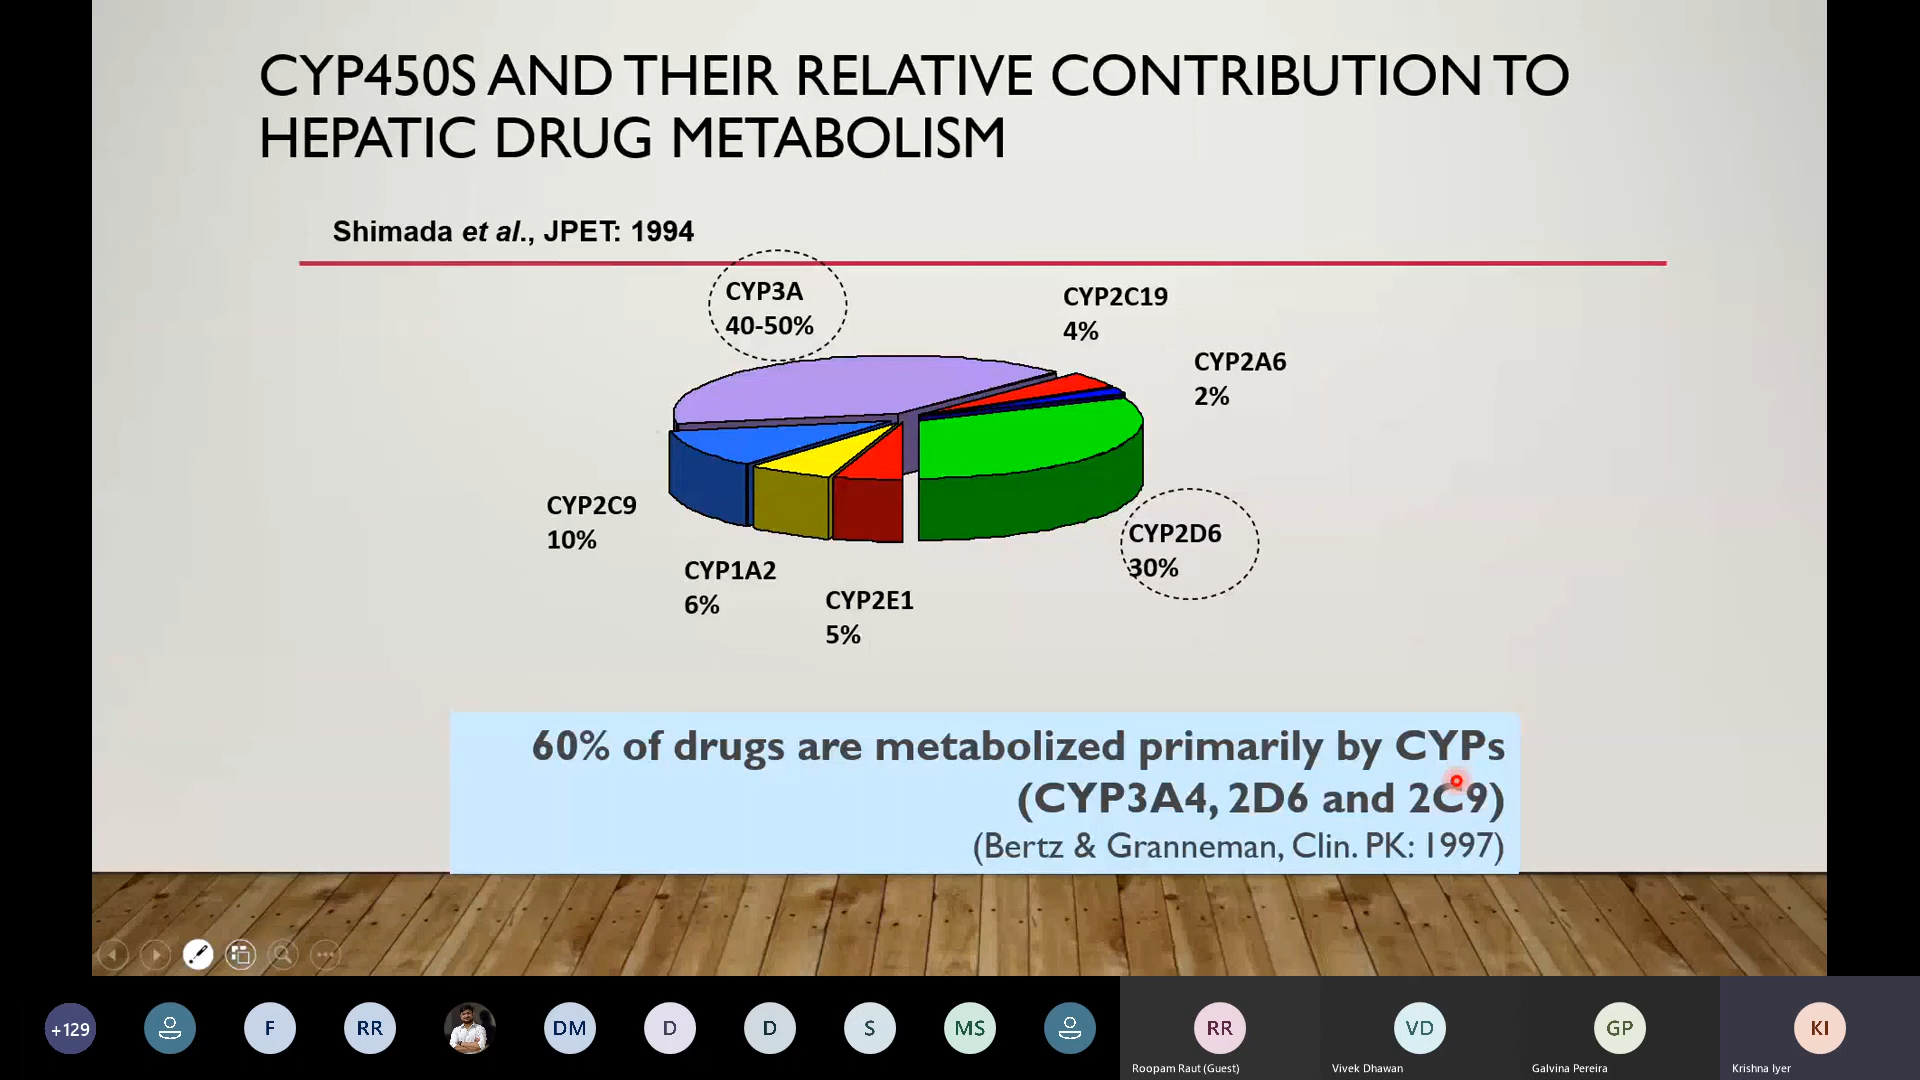 CYP450S AND THEIR RELATIVE CONTRIBUTION TO
HEPATIC DRUG METABOLISM
Shimada et al., JPET: 1994
CYP3A
40-50%
CYP2C19
4%
CYP2A6
2%
CYP2C9
10%
CYP1A2
6%
CYP2E1
5%
CYP2D6
30%
60% of drugs are metabolized primarily by CYPs
(CYP3A4, 2D6 and 2C9)
(Bertz & Granneman, Clin. PK: 1997)
+129
F
RR
DM
D
D
S
MS
RR
Roopam Raut (Guest)
VD
Vivek Dhawan
GP
Galvina Pereira
KI
Krishna Iyer